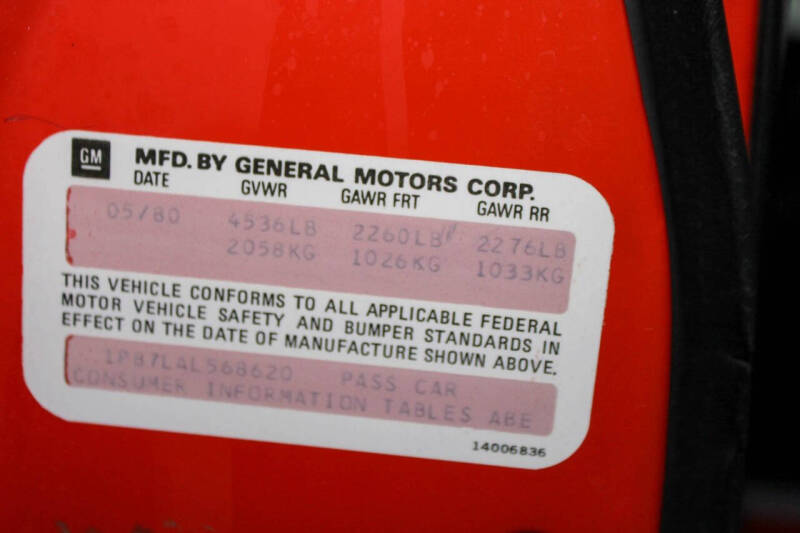 GM MFD. BY GENERAL MOTORS CORP.
DATE GVWR GAWR FRT GAWR RR
05/80 4536LB 2260LB 2276LB
2058KG 1026KG 1033KG
THIS VEHICLE CONFORMS TO ALL APPLICABLE FEDERAL
MOTOR VEHICLE SAFETY AND BUMPER STANDARDS IN
EFFECT ON THE DATE OF MANUFACTURE SHOWN ABOVE.
1P87LAL568620 PASS CAR
CONSUMER INFORMATION TABLES ABE
14006836